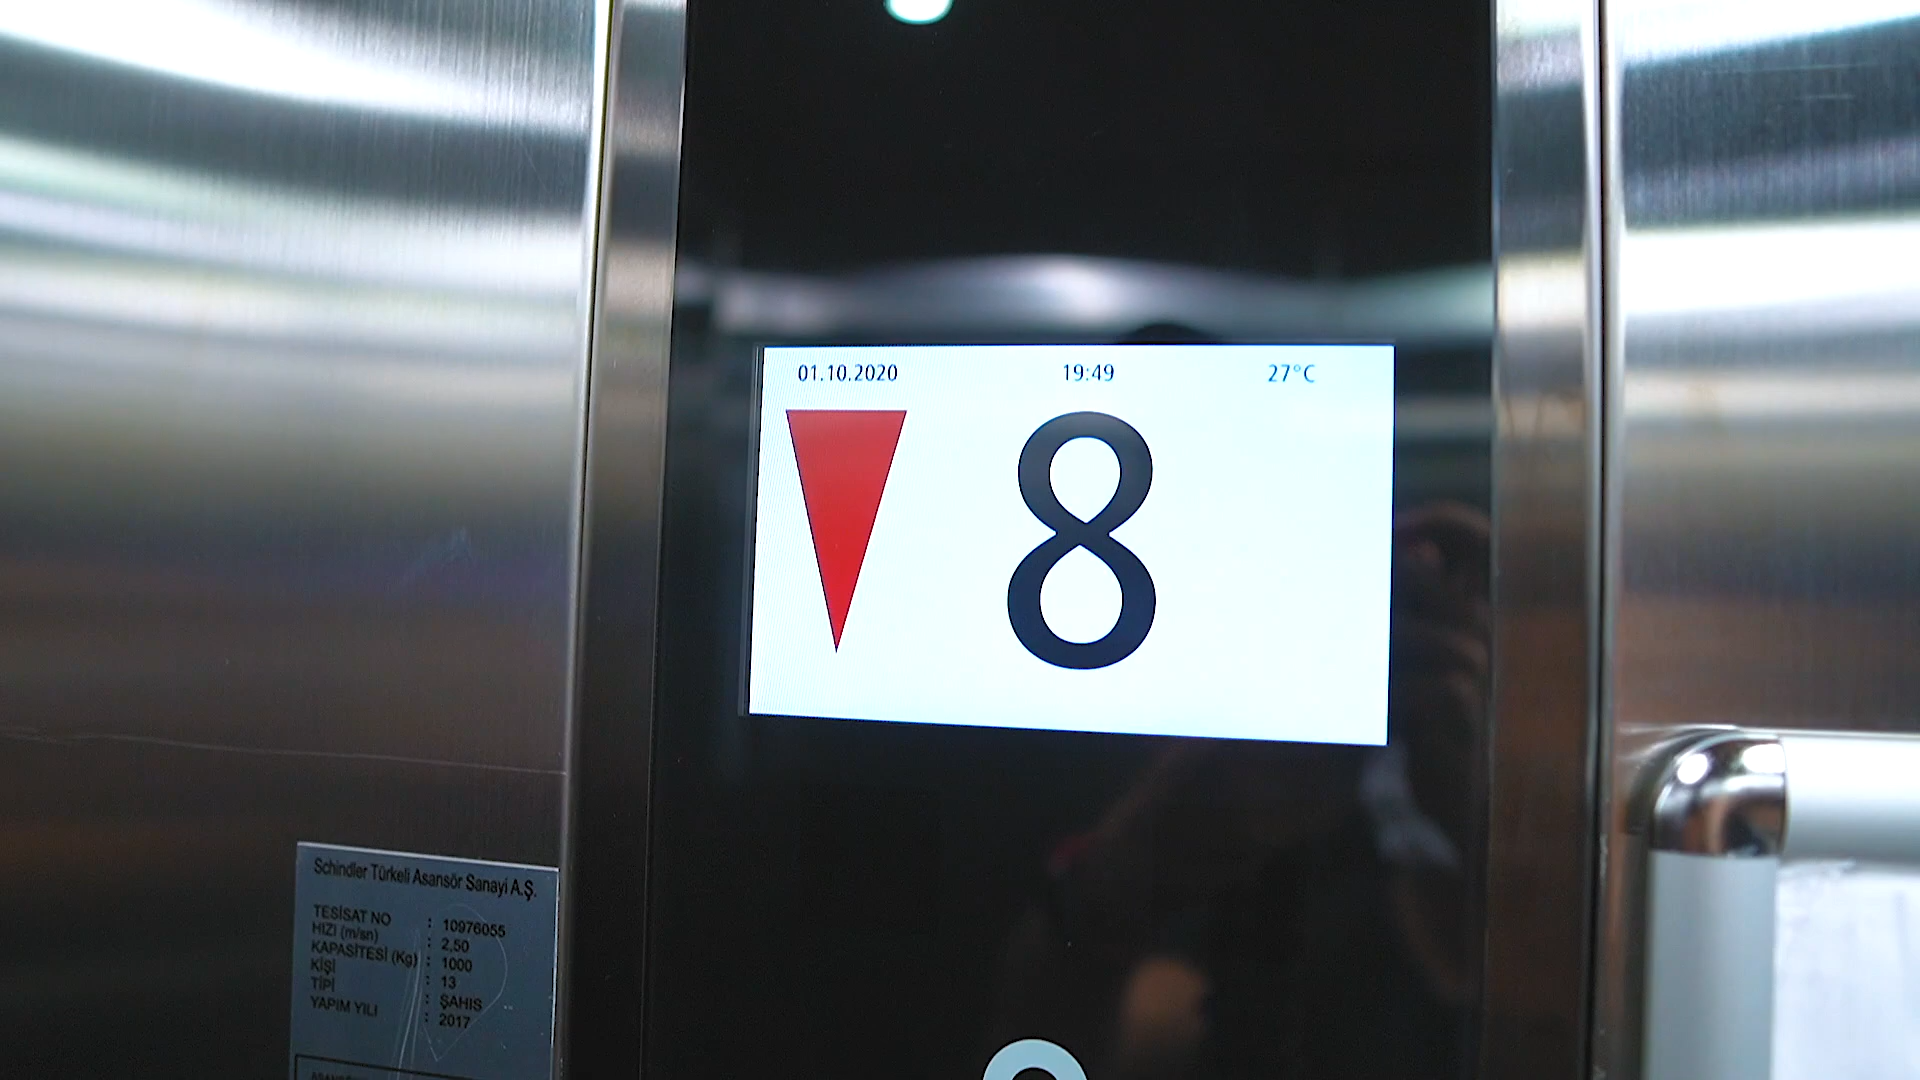 01.10.2020 19:49 27°C
8
Schindler Türkeli Asansör Sanayi A.Ş.
TESİSAT NO : 10976055
HIZI (m/sn) : 2,50
KAPASİTESİ (Kg) : 1000
KİŞİ : 13
TİPİ : ŞAHIS
YAPIM YILI : 2017